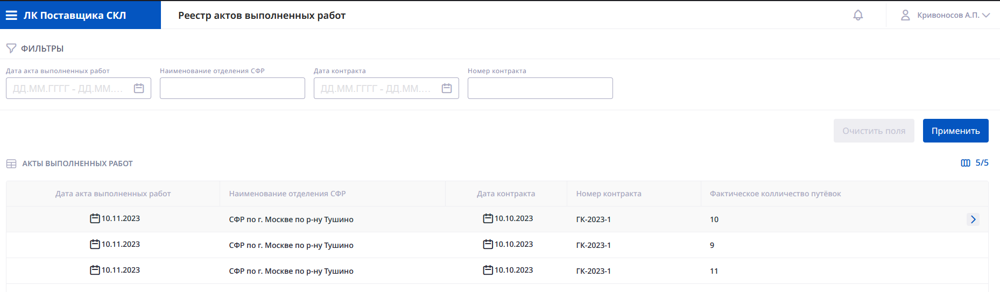 ЛК Поставщика СКЛ Реестр актов выполненных работ Кривоносов А.П.
ФИЛЬТРЫ
Дата акта выполненных работ Наименование отделения СФР Дата контракта Номер контракта
ДД.ММ.ГГГГ - ДД.ММ.... ДД.ММ.ГГГГ - ДД.ММ....
Очистить поля Применить
АКТЫ ВЫПОЛНЕННЫХ РАБОТ 5/5
Дата акта выполненных работ Наименование отделения СФР Дата контракта Номер контракта Фактическое колличество путёвок
10.11.2023 СФР по г. Москве по р-ну Тушино 10.10.2023 ГК-2023-1 10
10.11.2023 СФР по г. Москве по р-ну Тушино 10.10.2023 ГК-2023-1 9
10.11.2023 СФР по г. Москве по р-ну Тушино 10.10.2023 ГК-2023-1 11